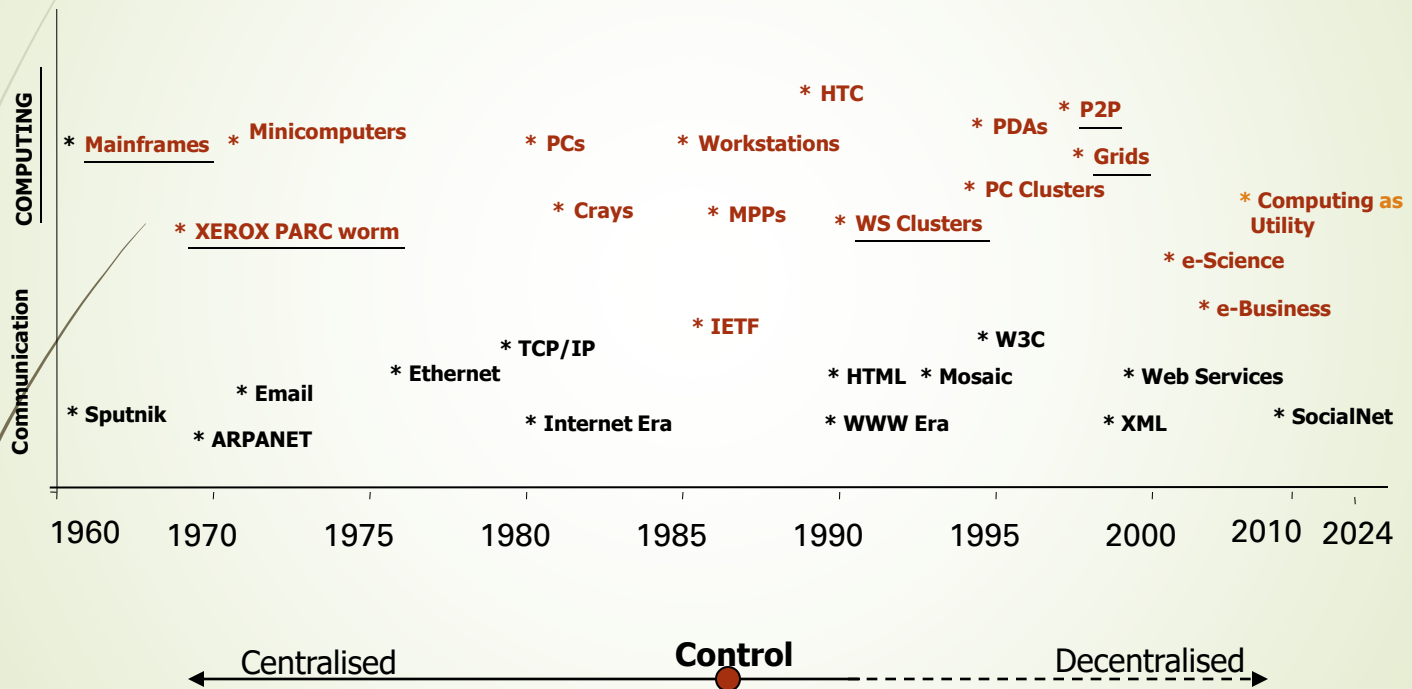 COMPUTING
* HTC
* P2P
* PDAs
* Mainframes
* Minicomputers
* PCs
* Workstations
* Grids
* PC Clusters
* Crays
* MPPs
* WS Clusters
* Computing as
Utility
* XEROX PARC worm
* e-Science
* e-Business
Communication
* IETF
* W3C
* TCP/IP
* Ethernet
* HTML
* Mosaic
* Web Services
* Email
* Sputnik
* ARPANET
* Internet Era
* WWW Era
* XML
* SocialNet
1960 1970 1975 1980 1985 1990 1995 2000 2010 2024
Centralised
Control
Decentralised